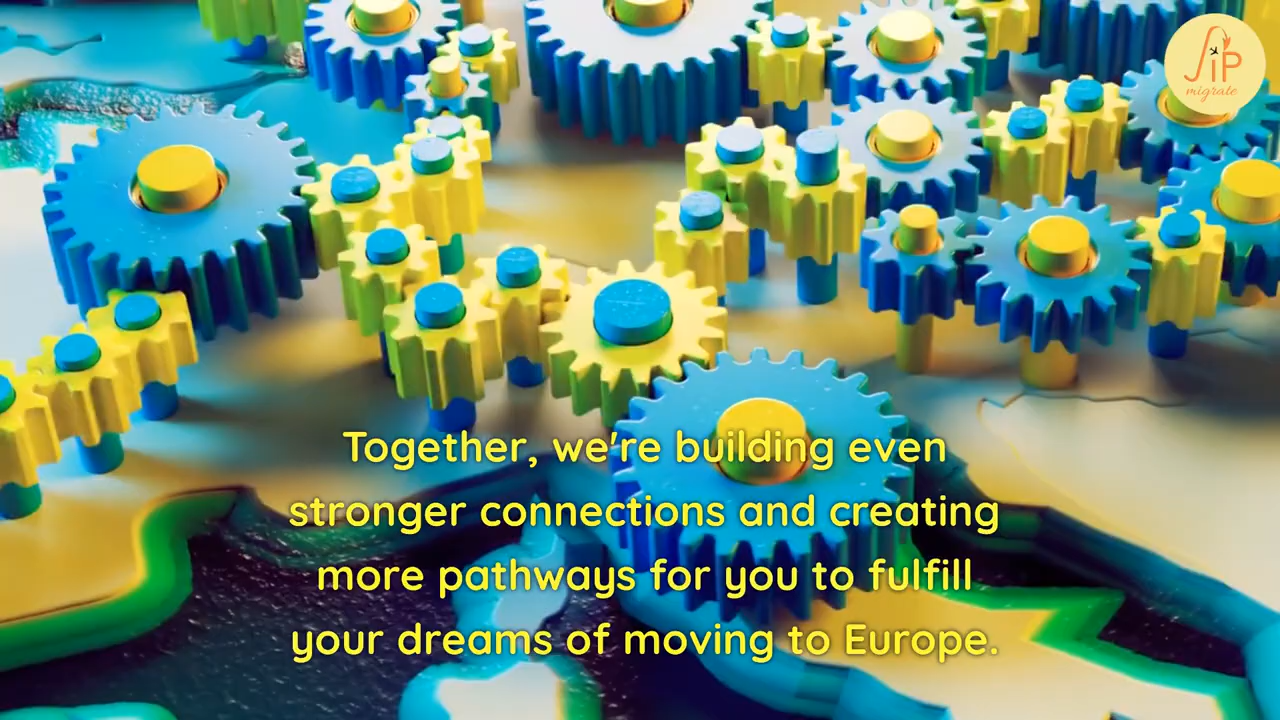 SiP
migrate
Together, we're building even
stronger connections and creating
more pathways for you to fulfill
your dreams of moving to Europe.